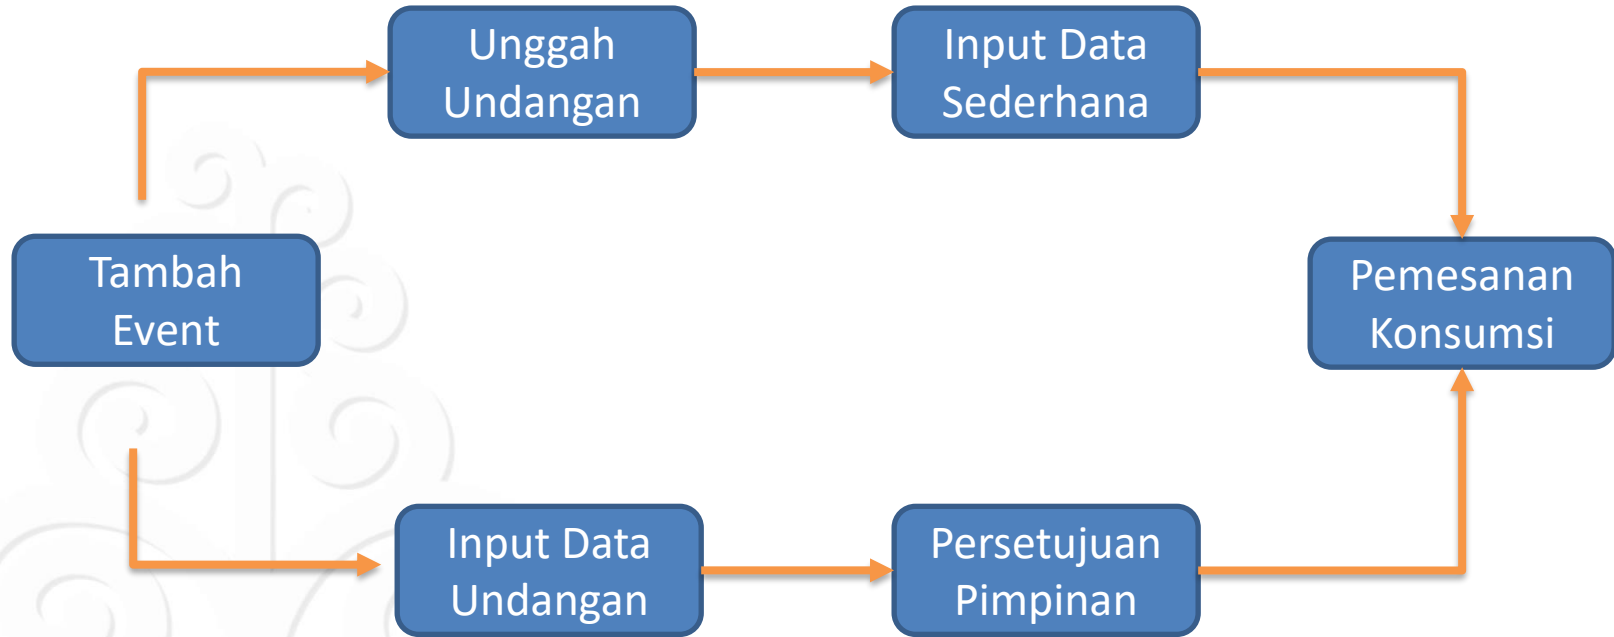 Unggah
Undangan
Input Data
Sederhana
Tambah
Event
Pemesanan
Konsumsi
Input Data
Undangan
Persetujuan
Pimpinan